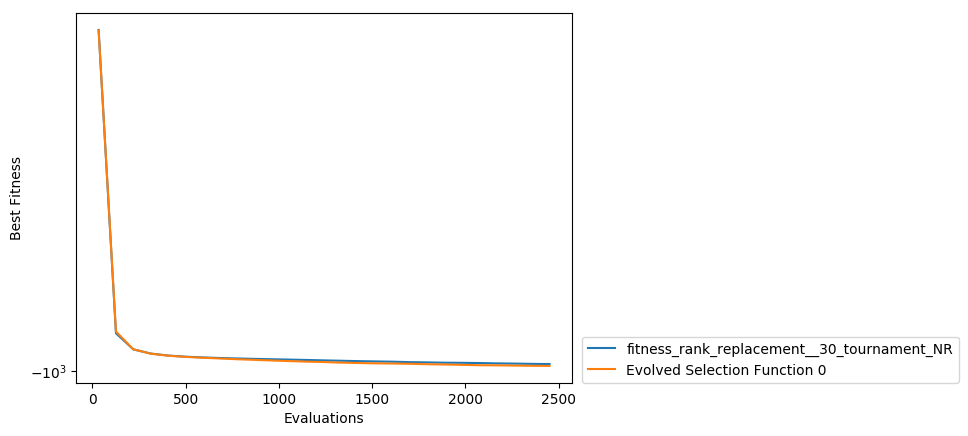 Best Fitness
−10³
0
500
1000
1500
2000
2500
Evaluations
fitness_rank_replacement__30_tournament_NR
Evolved Selection Function 0